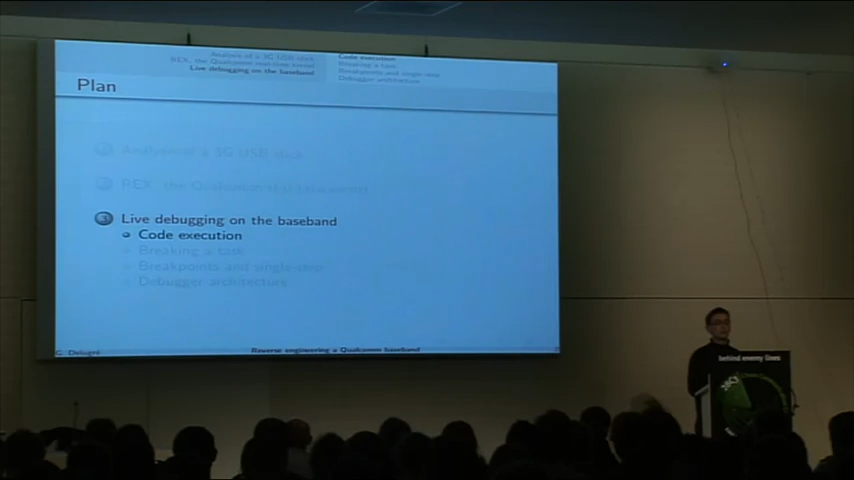 Analysis of a 3G USB stick
REX, the Qualcomm real-time kernel
Live debugging on the baseband
Code execution
Breaking a task
Breakpoints and single-step
Debugger architecture
Plan
1 Analysis of a 3G USB stick
2 REX, the Qualcomm real-time kernel
3 Live debugging on the baseband
Code execution
Breaking a task
Breakpoints and single-step
Debugger architecture
G. Delugré
Reverse engineering a Qualcomm baseband
behind enemy lines
28C3